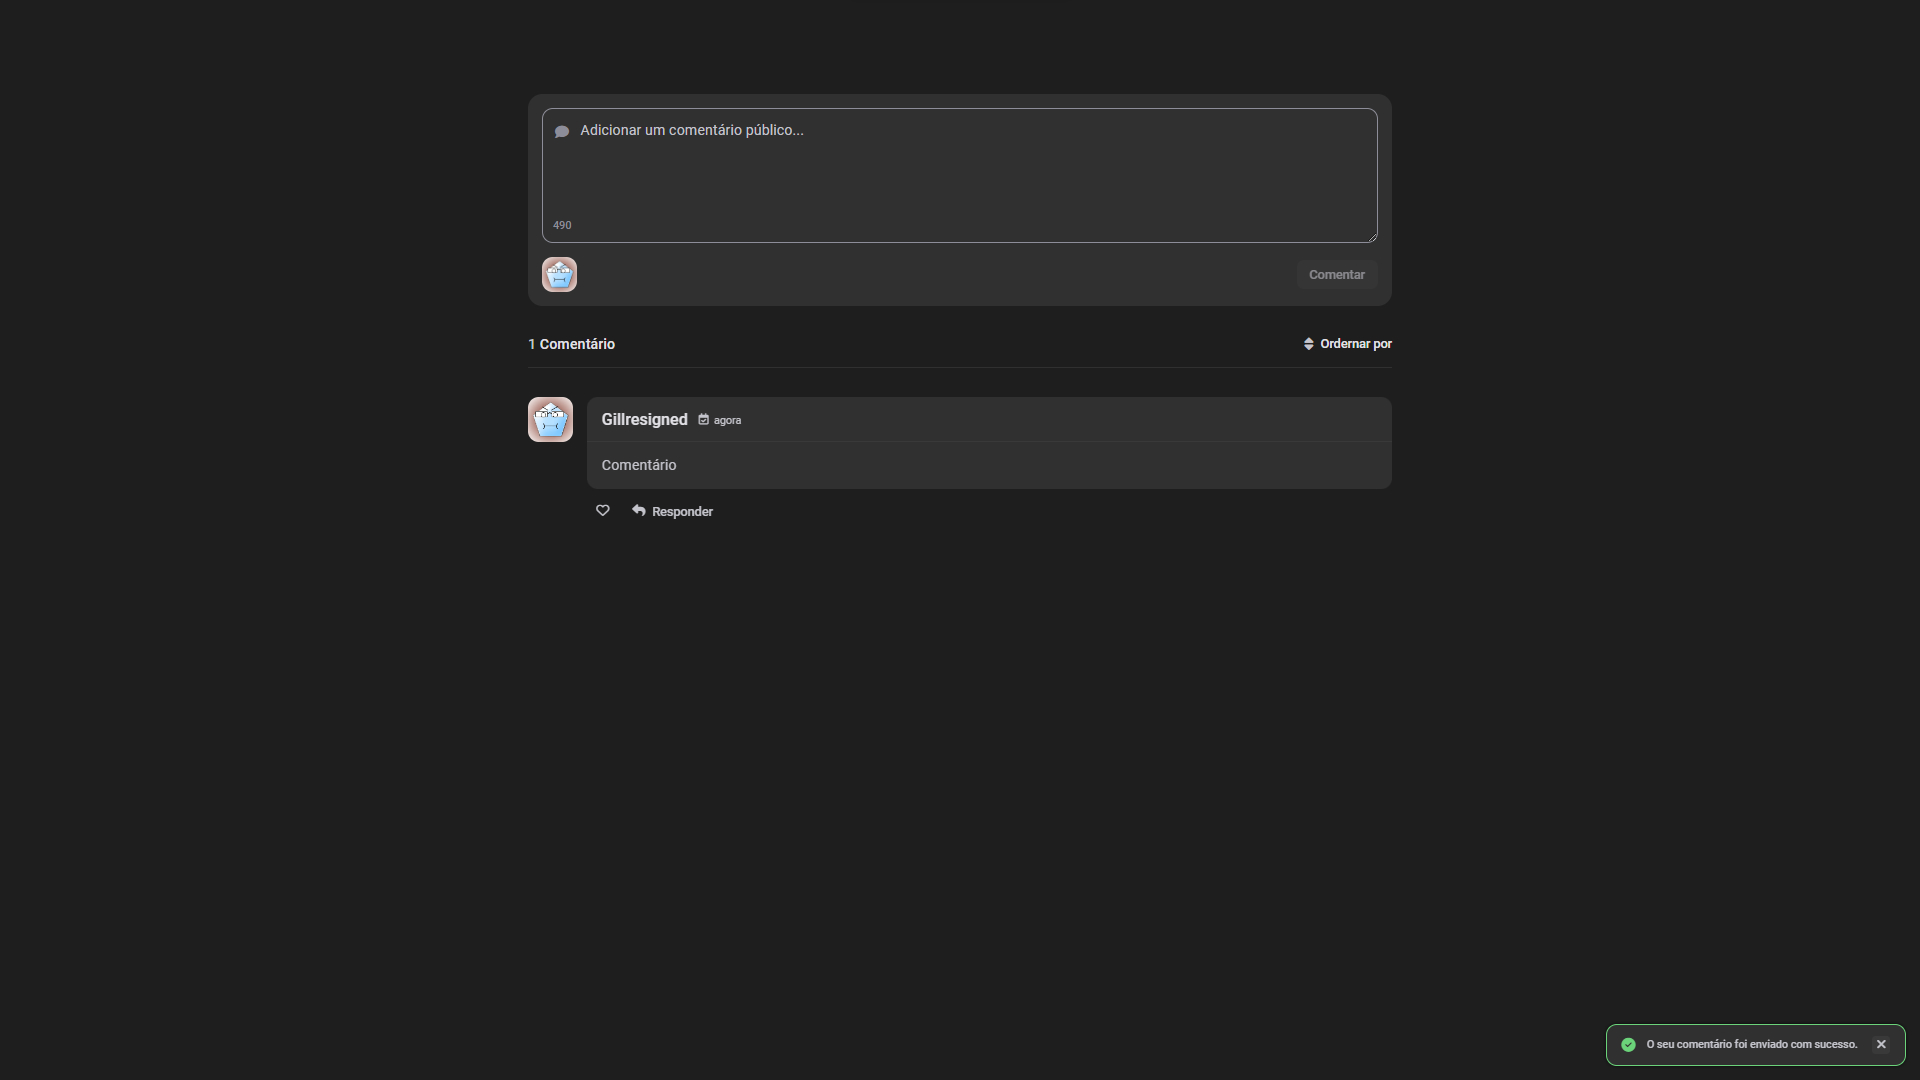 Adicionar um comentário público...
490
Comentar
1 Comentário
Ordernar por
Gillresigned
agora
Comentário
Responder
O seu comentário foi enviado com sucesso.